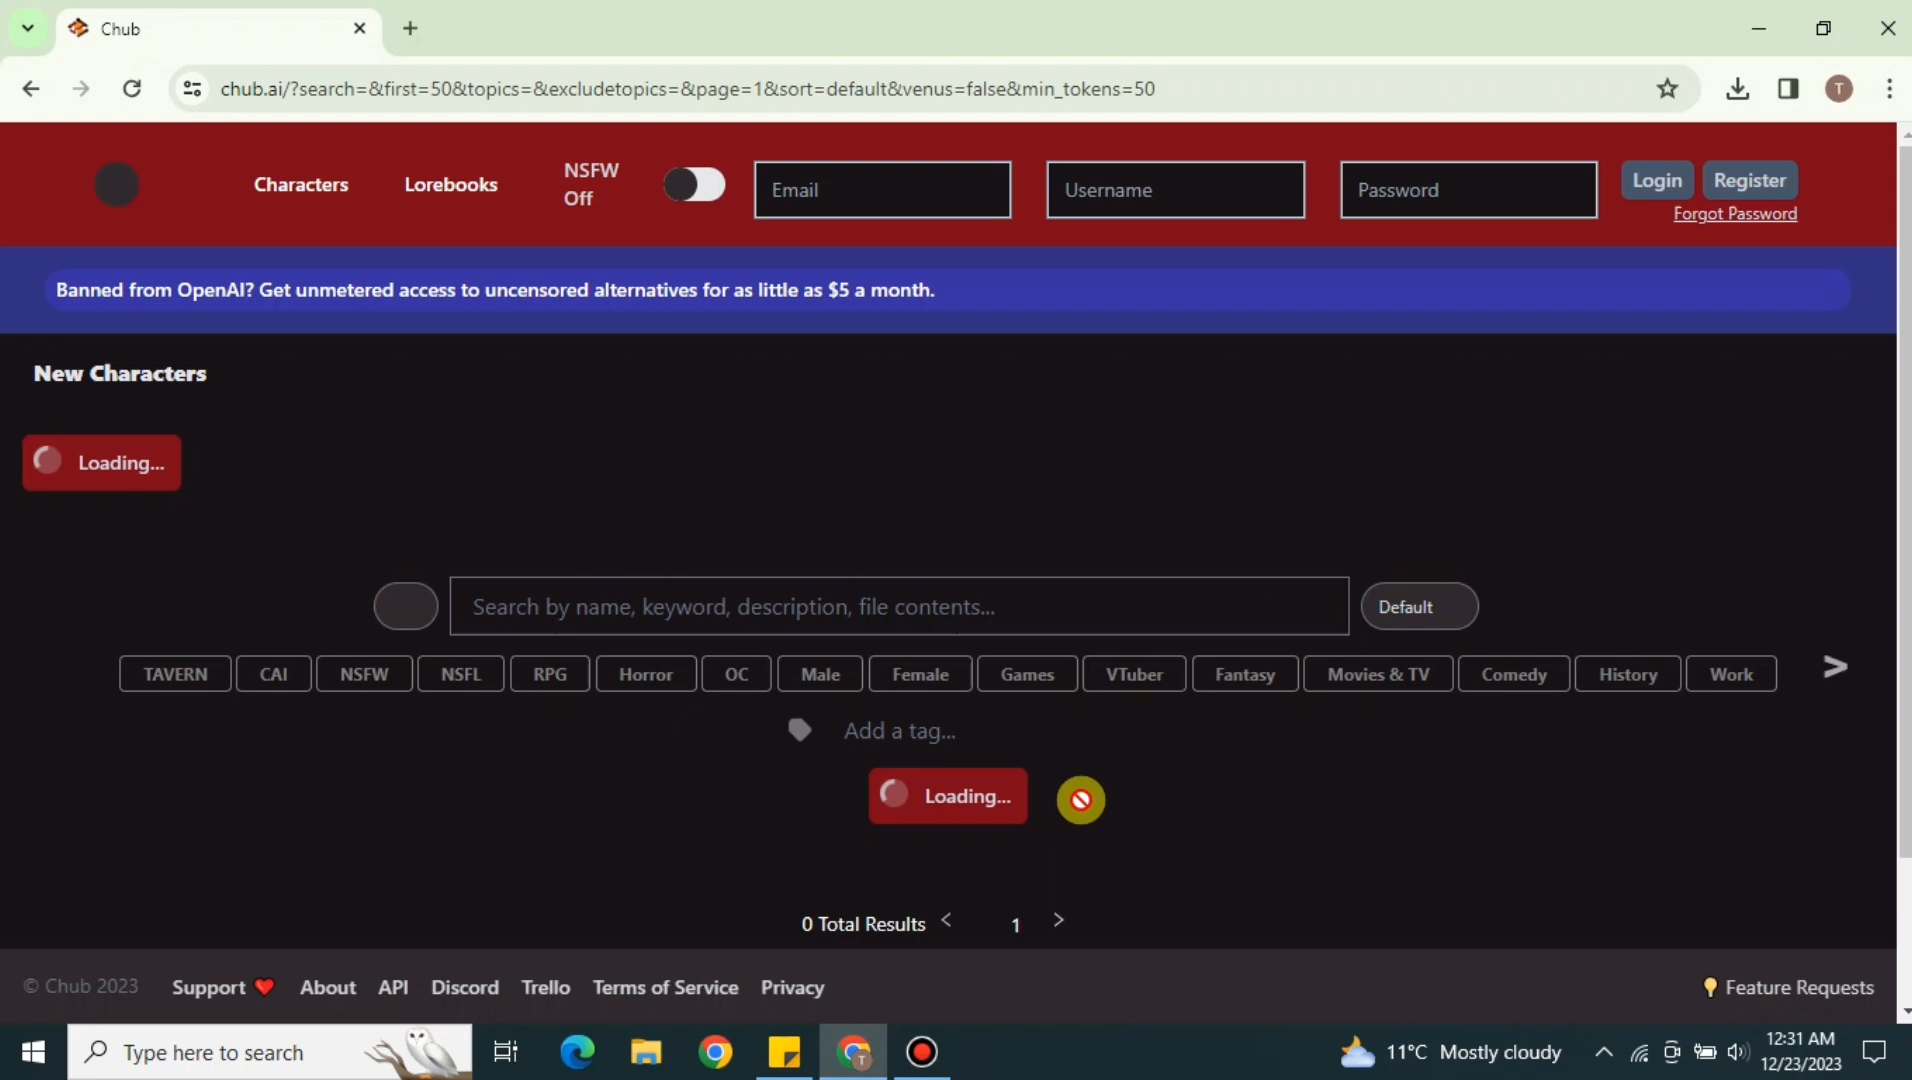 Chub
chub.ai/?search=&first=50&topics=&excludetopics=&page=1&sort=default&venus=false&min_tokens=50
T
Characters Lorebooks NSFW Off Email Username Password Login Register
Forgot Password
Banned from OpenAI? Get unmetered access to uncensored alternatives for as little as $5 a month.
New Characters
Loading...
Search by name, keyword, description, file contents... Default
TAVERN CAI NSFW NSFL RPG Horror OC Male Female Games VTuber Fantasy Movies & TV Comedy History Work >
Add a tag...
Loading...
0 Total Results < 1 >
© Chub 2023 Support ❤️ About API Discord Trello Terms of Service Privacy 💡 Feature Requests
Type here to search T 11°C Mostly cloudy 12:31 AM
12/23/2023